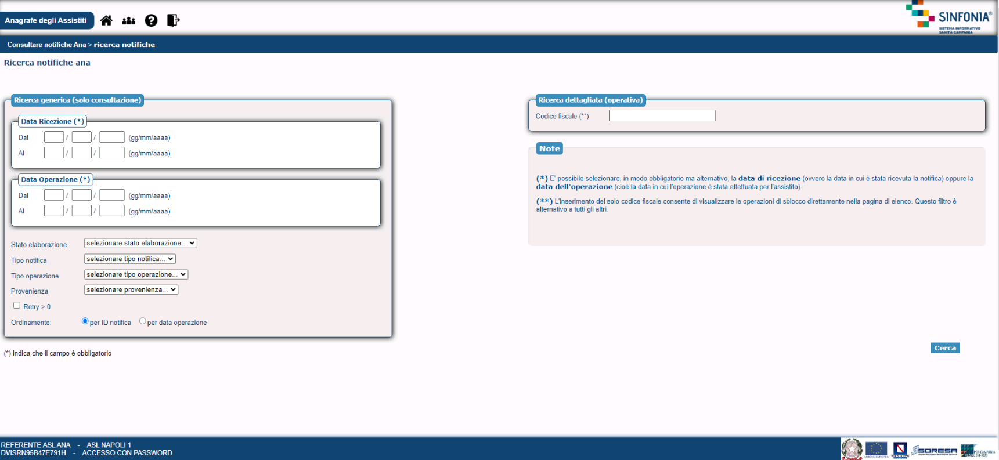 Anagrafe degli Assistiti
SINFONIA®
SISTEMA INFORMATIVO
SANITÀ CAMPANIA
Consultare notifiche Ana > ricerca notifiche
Ricerca notifiche ana
Ricerca generica (solo consultazione)
Data Ricezione (*)
Dal / / (gg/mm/aaaa)
Al / / (gg/mm/aaaa)
Data Operazione (*)
Dal / / (gg/mm/aaaa)
Al / / (gg/mm/aaaa)
Stato elaborazione selezionare stato elaborazione...
Tipo notifica selezionare tipo notifica...
Tipo operazione selezionare tipo operazione...
Provenienza selezionare provenienza...
Retry > 0
Ordinamento: per ID notifica per data operazione
(*) indica che il campo è obbligatorio
Ricerca dettagliata (operativa)
Codice fiscale (**)
Note
(*) E' possibile selezionare, in modo obbligatorio ma alternativo, la data di ricezione (ovvero la data in cui è stata ricevuta la notifica) oppure la
data dell'operazione (cioè la data in cui l'operazione è stata effettuata per l'assistito).
(**) L'inserimento del solo codice fiscale consente di visualizzare le operazioni di sblocco direttamente nella pagina di elenco. Questo filtro è
alternativo a tutti gli altri.
Cerca
REFERENTE ASL ANA - ASL NAPOLI 1
DVISRN95B47E791H - ACCESSO CON PASSWORD
UNIONE EUROPEA
SORESA
POR CAMPANIA
FESR 2014-2020